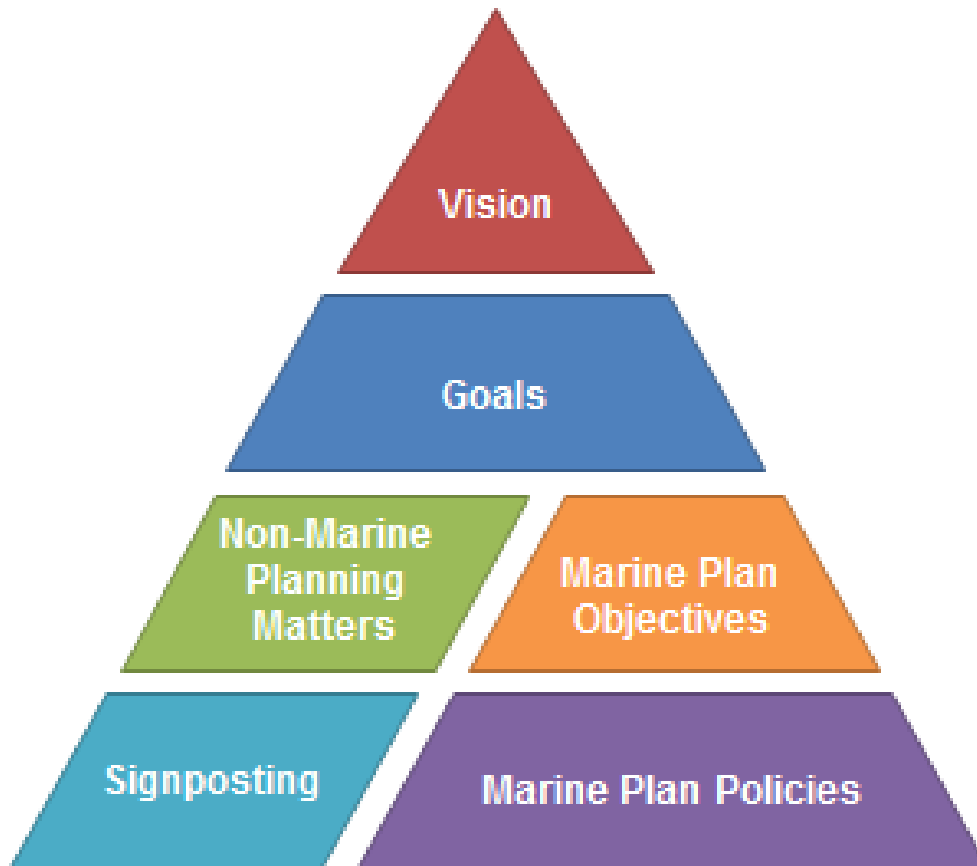 Vision
Goals
Non-Marine
Planning
Matters
Marine Plan
Objectives
Signposting
Marine Plan Policies